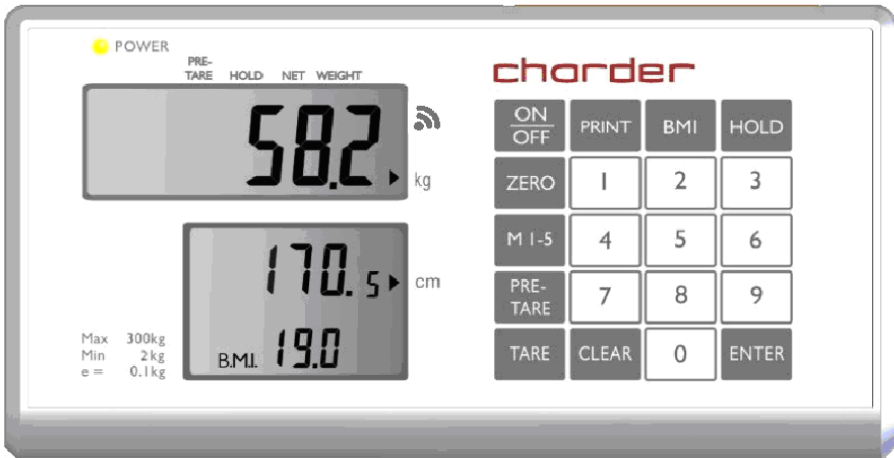 POWER
PRE-
TARE HOLD NET WEIGHT
58.2
kg
170.5
cm
B.M.I. 19.0
Max 300kg
Min 2kg
e = 0.1kg
charder
ON
OFF
PRINT
BMI
HOLD
ZERO
1
2
3
M 1-5
4
5
6
PRE-
TARE
7
8
9
TARE
CLEAR
0
ENTER